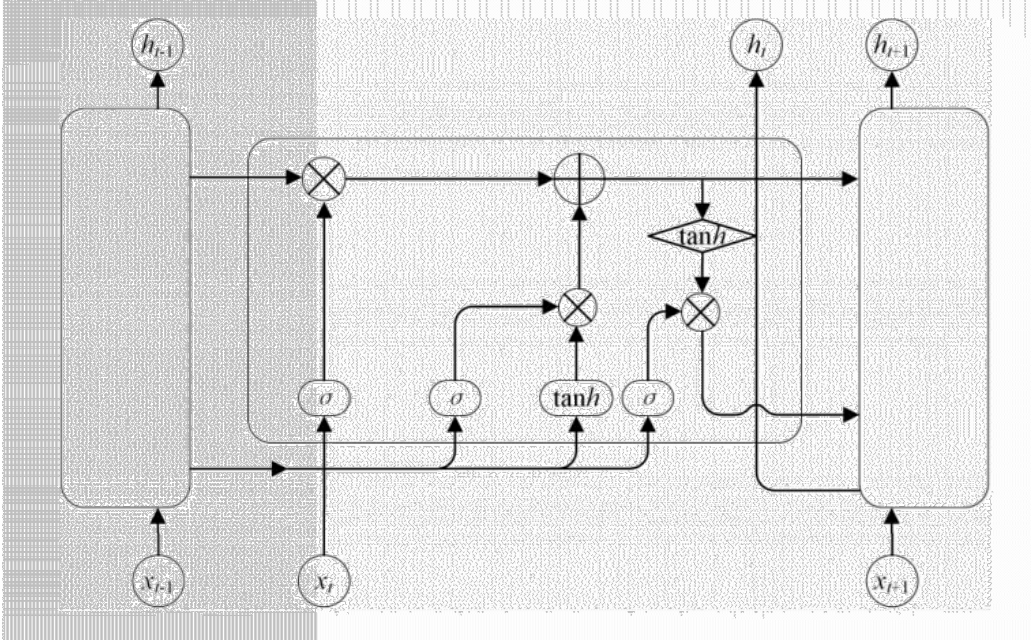 h_{t-1} h_t h_{t+1}
tanh
σ σ tanh σ
x_{t-1} x_t x_{t+1}